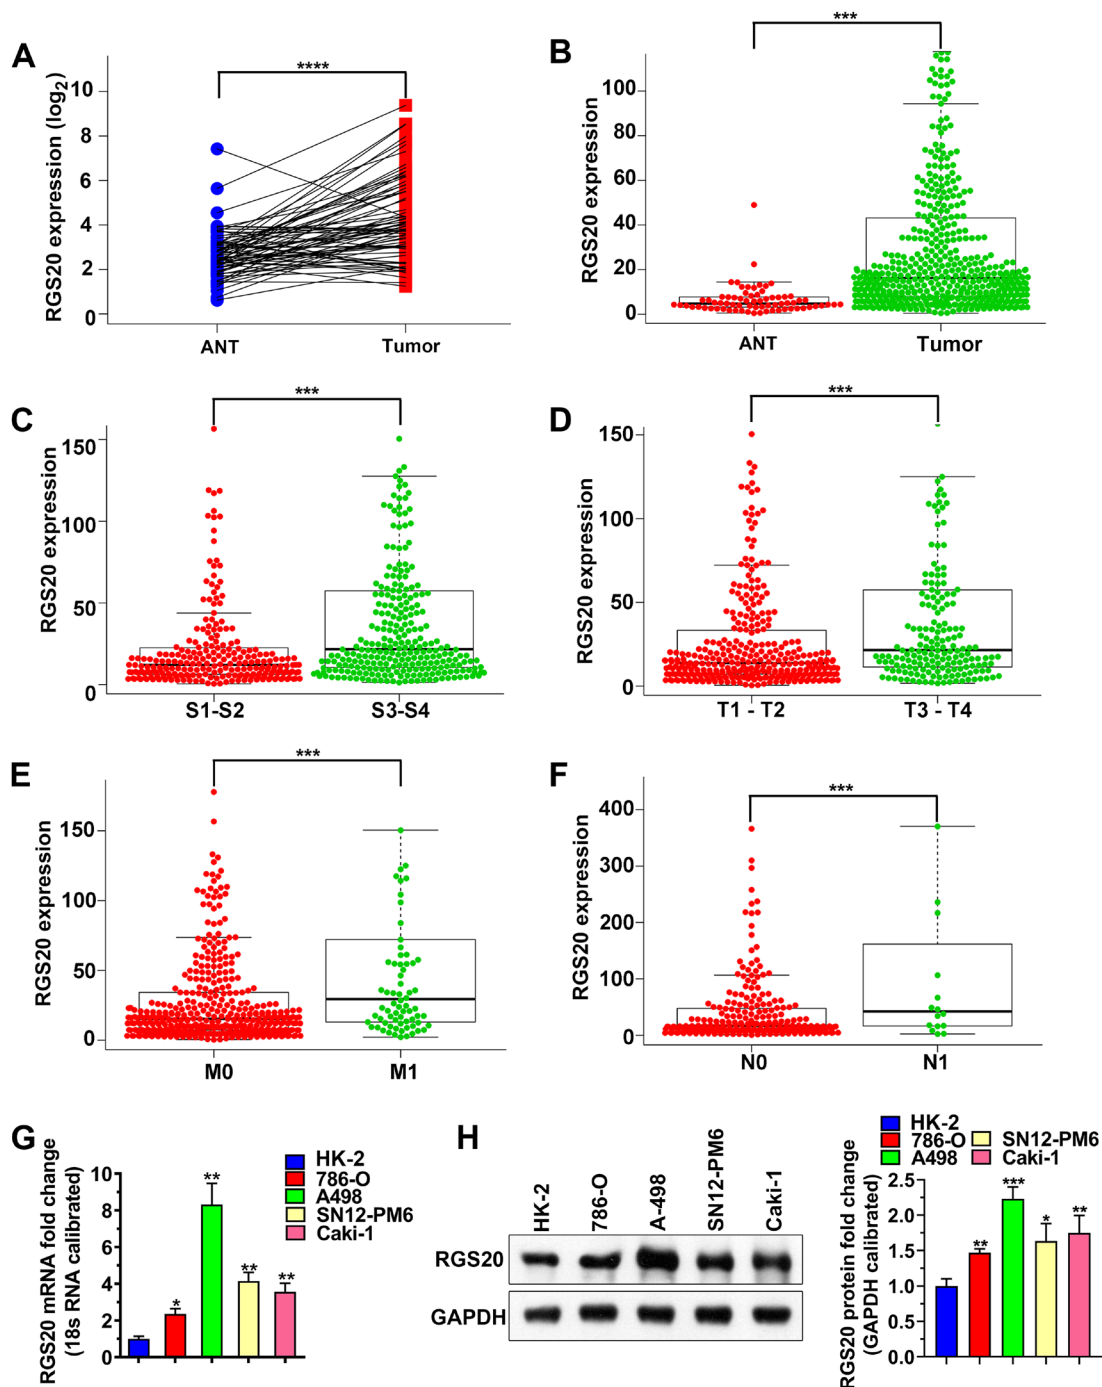 A
****
RGS20 expression (log2)
10
8
6
4
2
0
ANT
Tumor
B
***
RGS20 expression
100
80
60
40
20
0
ANT
Tumor
C
***
RGS20 expression
150
100
50
0
S1-S2
S3-S4
D
***
RGS20 expression
150
100
50
0
T1 - T2
T3 - T4
E
***
RGS20 expression
150
100
50
0
M0
M1
F
***
RGS20 expression
400
300
200
100
0
N0
N1
G
RGS20 mRNA fold change
(18s RNA calibrated)
10
8
6
4
2
0
*
**
**
**
HK-2
786-O
A498
SN12-PM6
Caki-1
H
HK-2
786-O
A-498
SN12-PM6
Caki-1
RGS20
GAPDH
HK-2
786-O
A498
SN12-PM6
Caki-1
RGS20 protein fold change
(GAPDH calibrated)
2.5
2.0
1.5
1.0
0.5
0.0
**
***
*
**